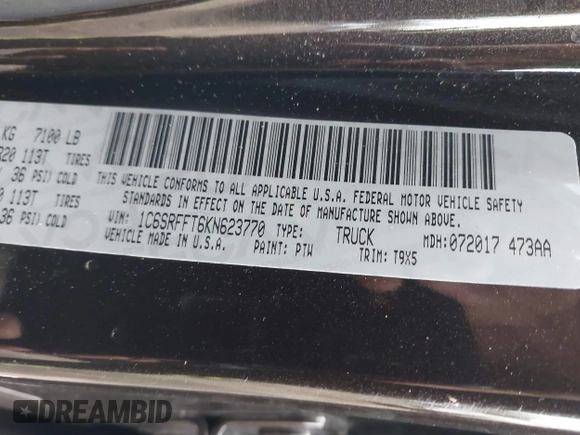 KG 7100 LB
R20 113T TIRES
36 PSI) COLD
0 113T TIRES
36 PSI) COLD
THIS VEHICLE CONFORMS TO ALL APPLICABLE U.S.A. FEDERAL MOTOR VEHICLE SAFETY
STANDARDS IN EFFECT ON THE DATE OF MANUFACTURE SHOWN ABOVE.
VIN: 1C6SRFFT6KN623770 TYPE: TRUCK MDH: 072017 473AA
VEHICLE MADE IN U.S.A. PAINT: PTW TRIM: T9X5
DREAMBID